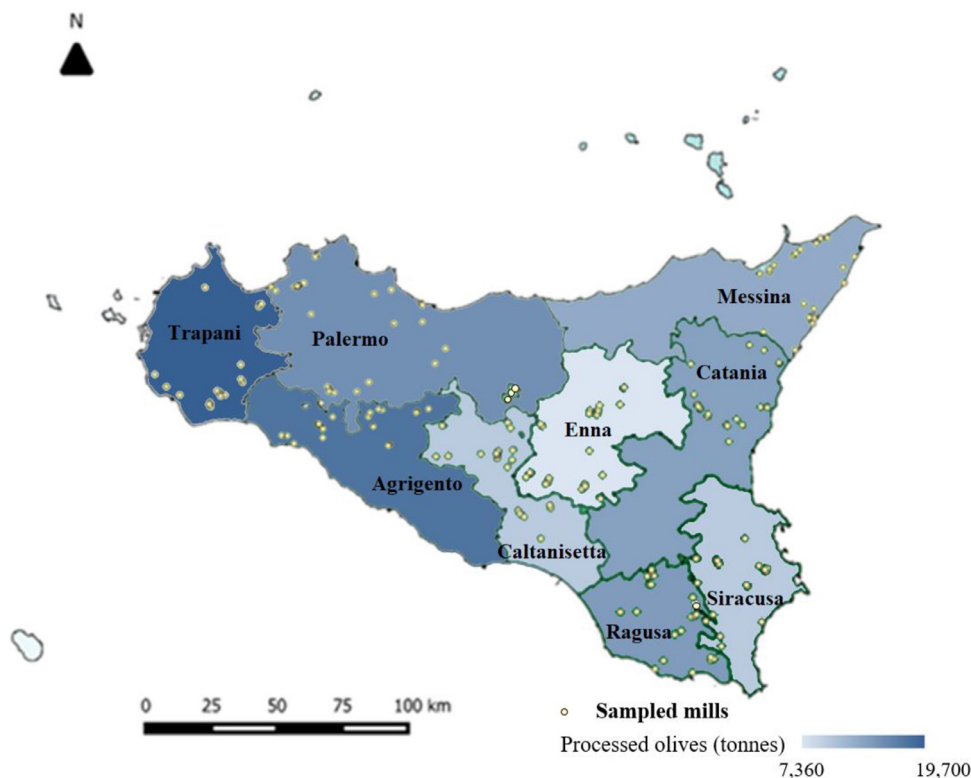 N
Messina
Trapani
Palermo
Catania
Enna
Agrigento
Caltanisetta
Siracusa
Ragusa
0 25 50 75 100 km
Sampled mills
Processed olives (tonnes)
7,360 19,700